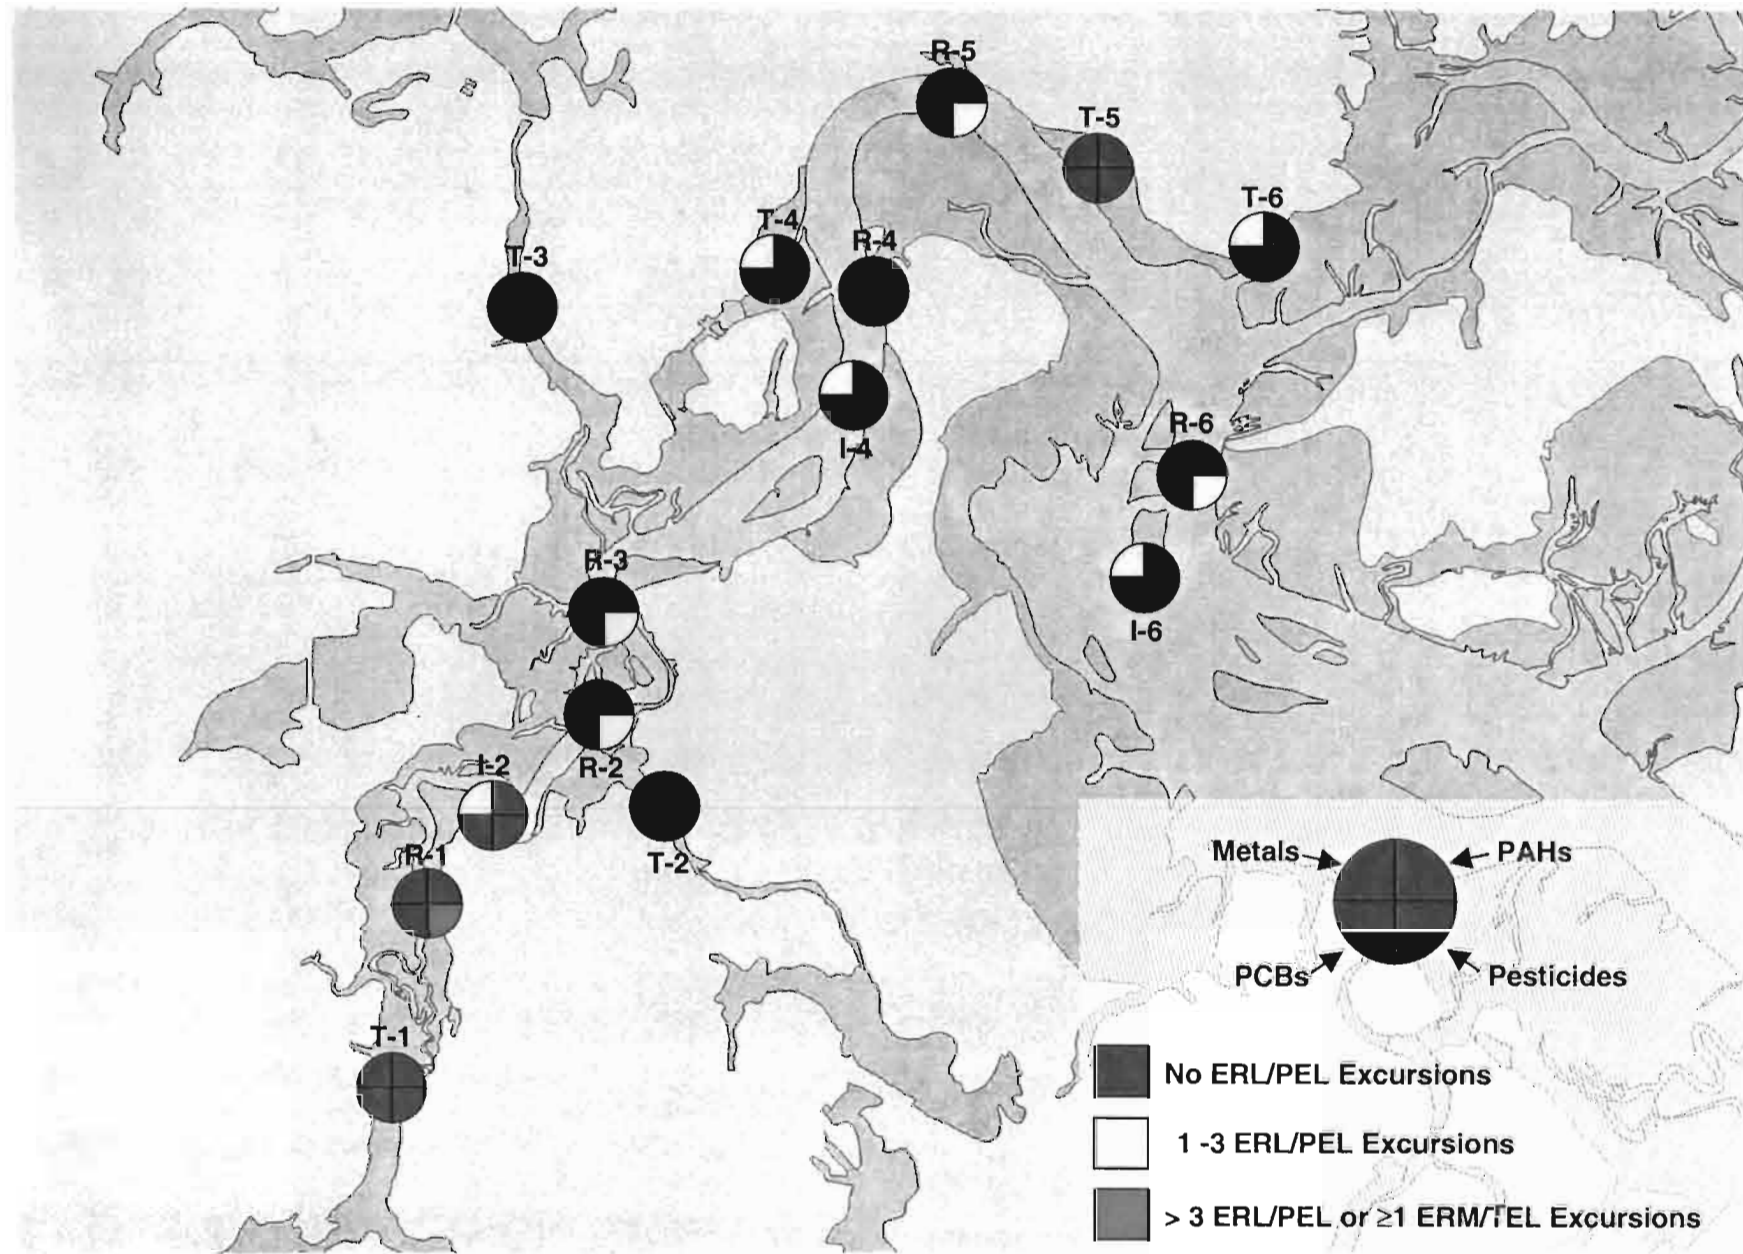 R-5
T-5
T-6
T-4
R-4
T-3
I-4
R-6
R-3
I-6
I-2
R-2
R-1
T-2
T-1
Metals
PAHs
PCBs
Pesticides
No ERL/PEL Excursions
1 -3 ERL/PEL Excursions
> 3 ERL/PEL or ≥1 ERM/TEL Excursions